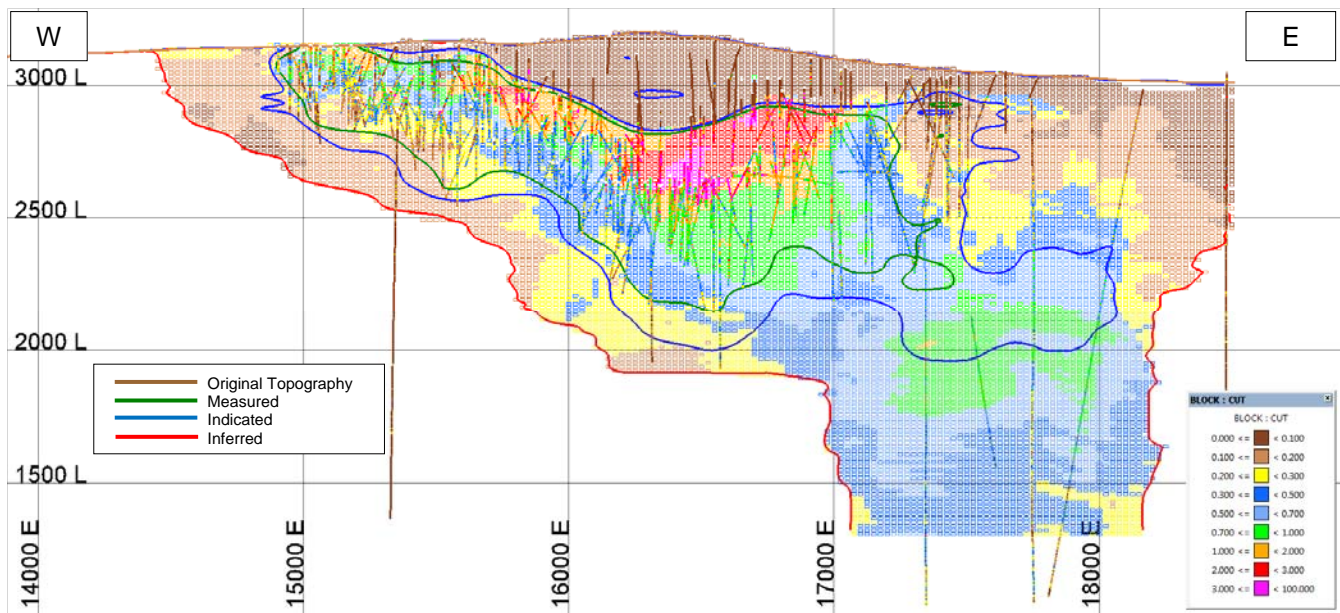 W
E
3000 L
2500 L
2000 L
1500 L
Original Topography
Measured
Indicated
Inferred
BLOCK : CUT x
BLOCK : CUT
0.000 <= < 0.100
0.100 <= < 0.200
0.200 <= < 0.300
0.300 <= < 0.500
0.500 <= < 0.700
0.700 <= < 1.000
1.000 <= < 2.000
2.000 <= < 3.000
3.000 <= < 100.000
14000 E
15000 E
16000 E
17000 E
18000 E